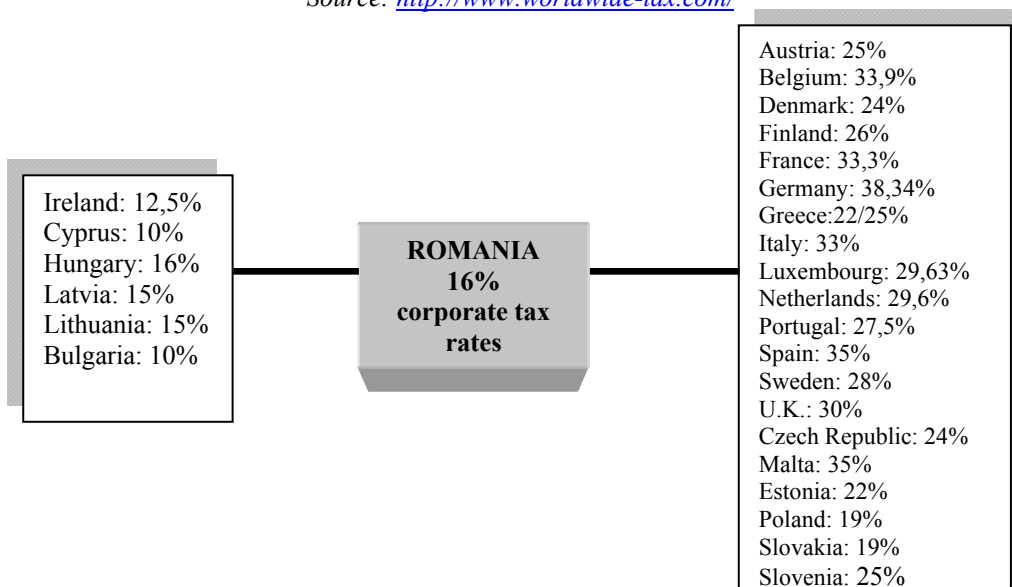 Source: http://www.worldwide-tax.com/
Ireland: 12,5%
Cyprus: 10%
Hungary: 16%
Latvia: 15%
Lithuania: 15%
Bulgaria: 10%
ROMANIA
16%
corporate tax
rates
Austria: 25%
Belgium: 33,9%
Denmark: 24%
Finland: 26%
France: 33,3%
Germany: 38,34%
Greece:22/25%
Italy: 33%
Luxembourg: 29,63%
Netherlands: 29,6%
Portugal: 27,5%
Spain: 35%
Sweden: 28%
U.K.: 30%
Czech Republic: 24%
Malta: 35%
Estonia: 22%
Poland: 19%
Slovakia: 19%
Slovenia: 25%